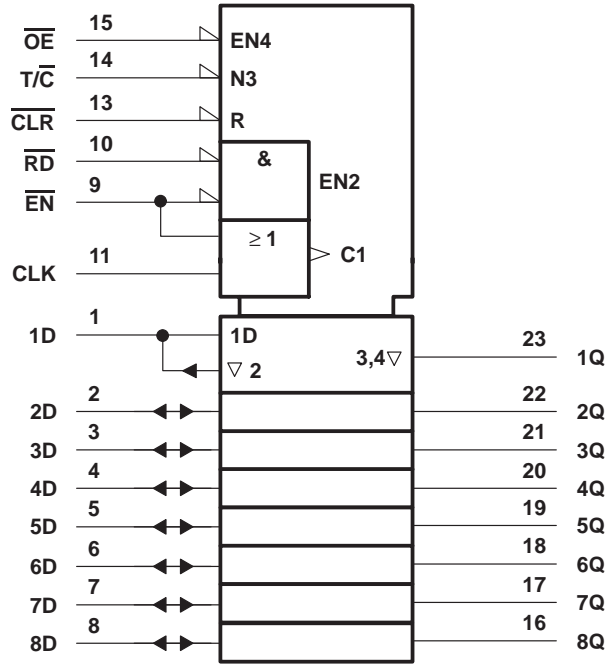 OE 15 EN4
T/C 14 N3
CLR 13 R
RD 10 & EN2
EN 9
≥ 1 C1
CLK 11
1D 1 1D 3,4▽ 23 1Q
▽ 2
2D 2 22 2Q
3D 3 21 3Q
4D 4 20 4Q
5D 5 19 5Q
6D 6 18 6Q
7D 7 17 7Q
8D 8 16 8Q